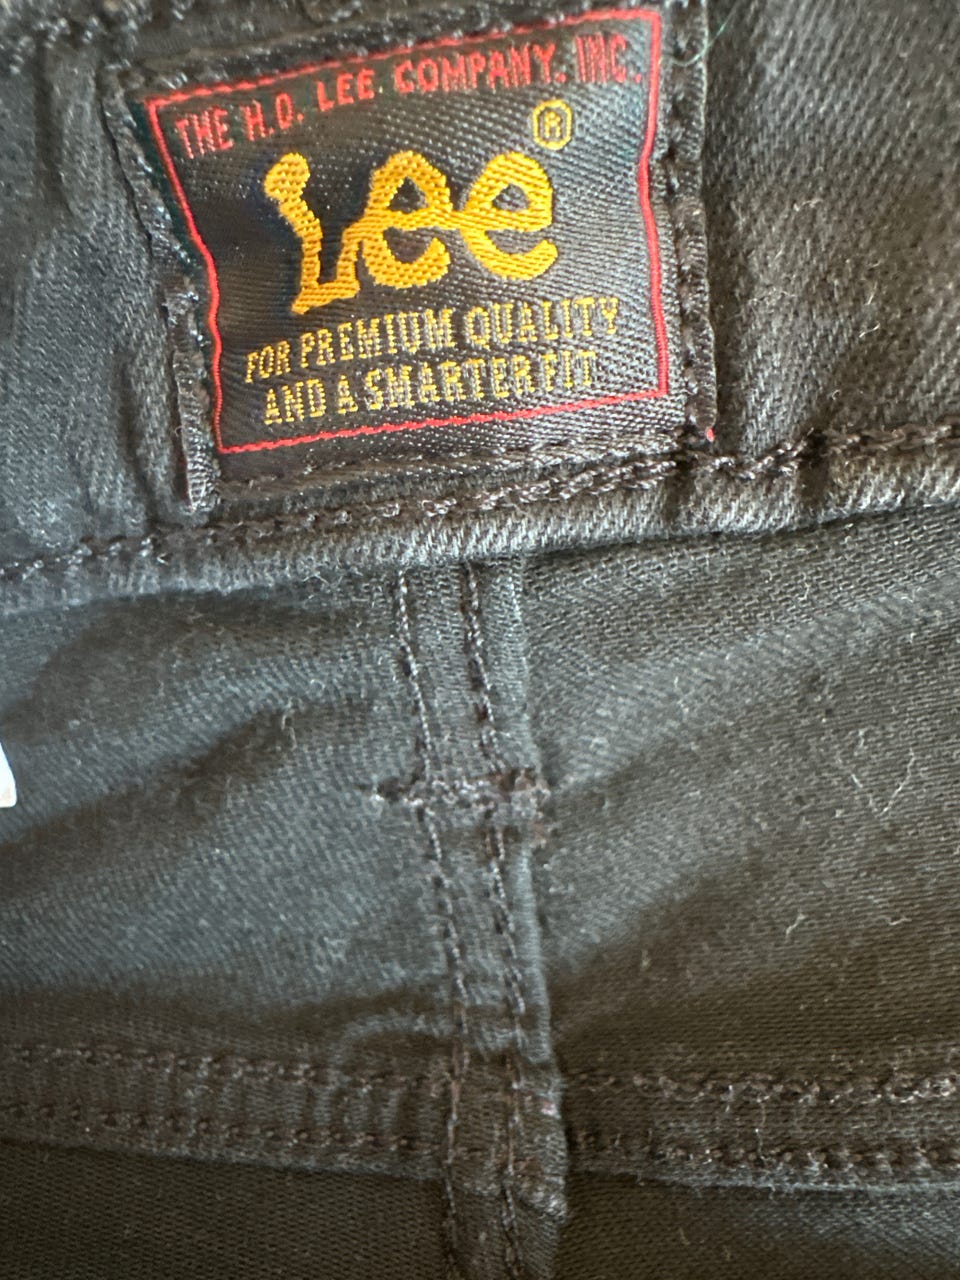 THE H.D. LEE COMPANY, INC.
Lee®
FOR PREMIUM QUALITY
AND A SMARTER FIT